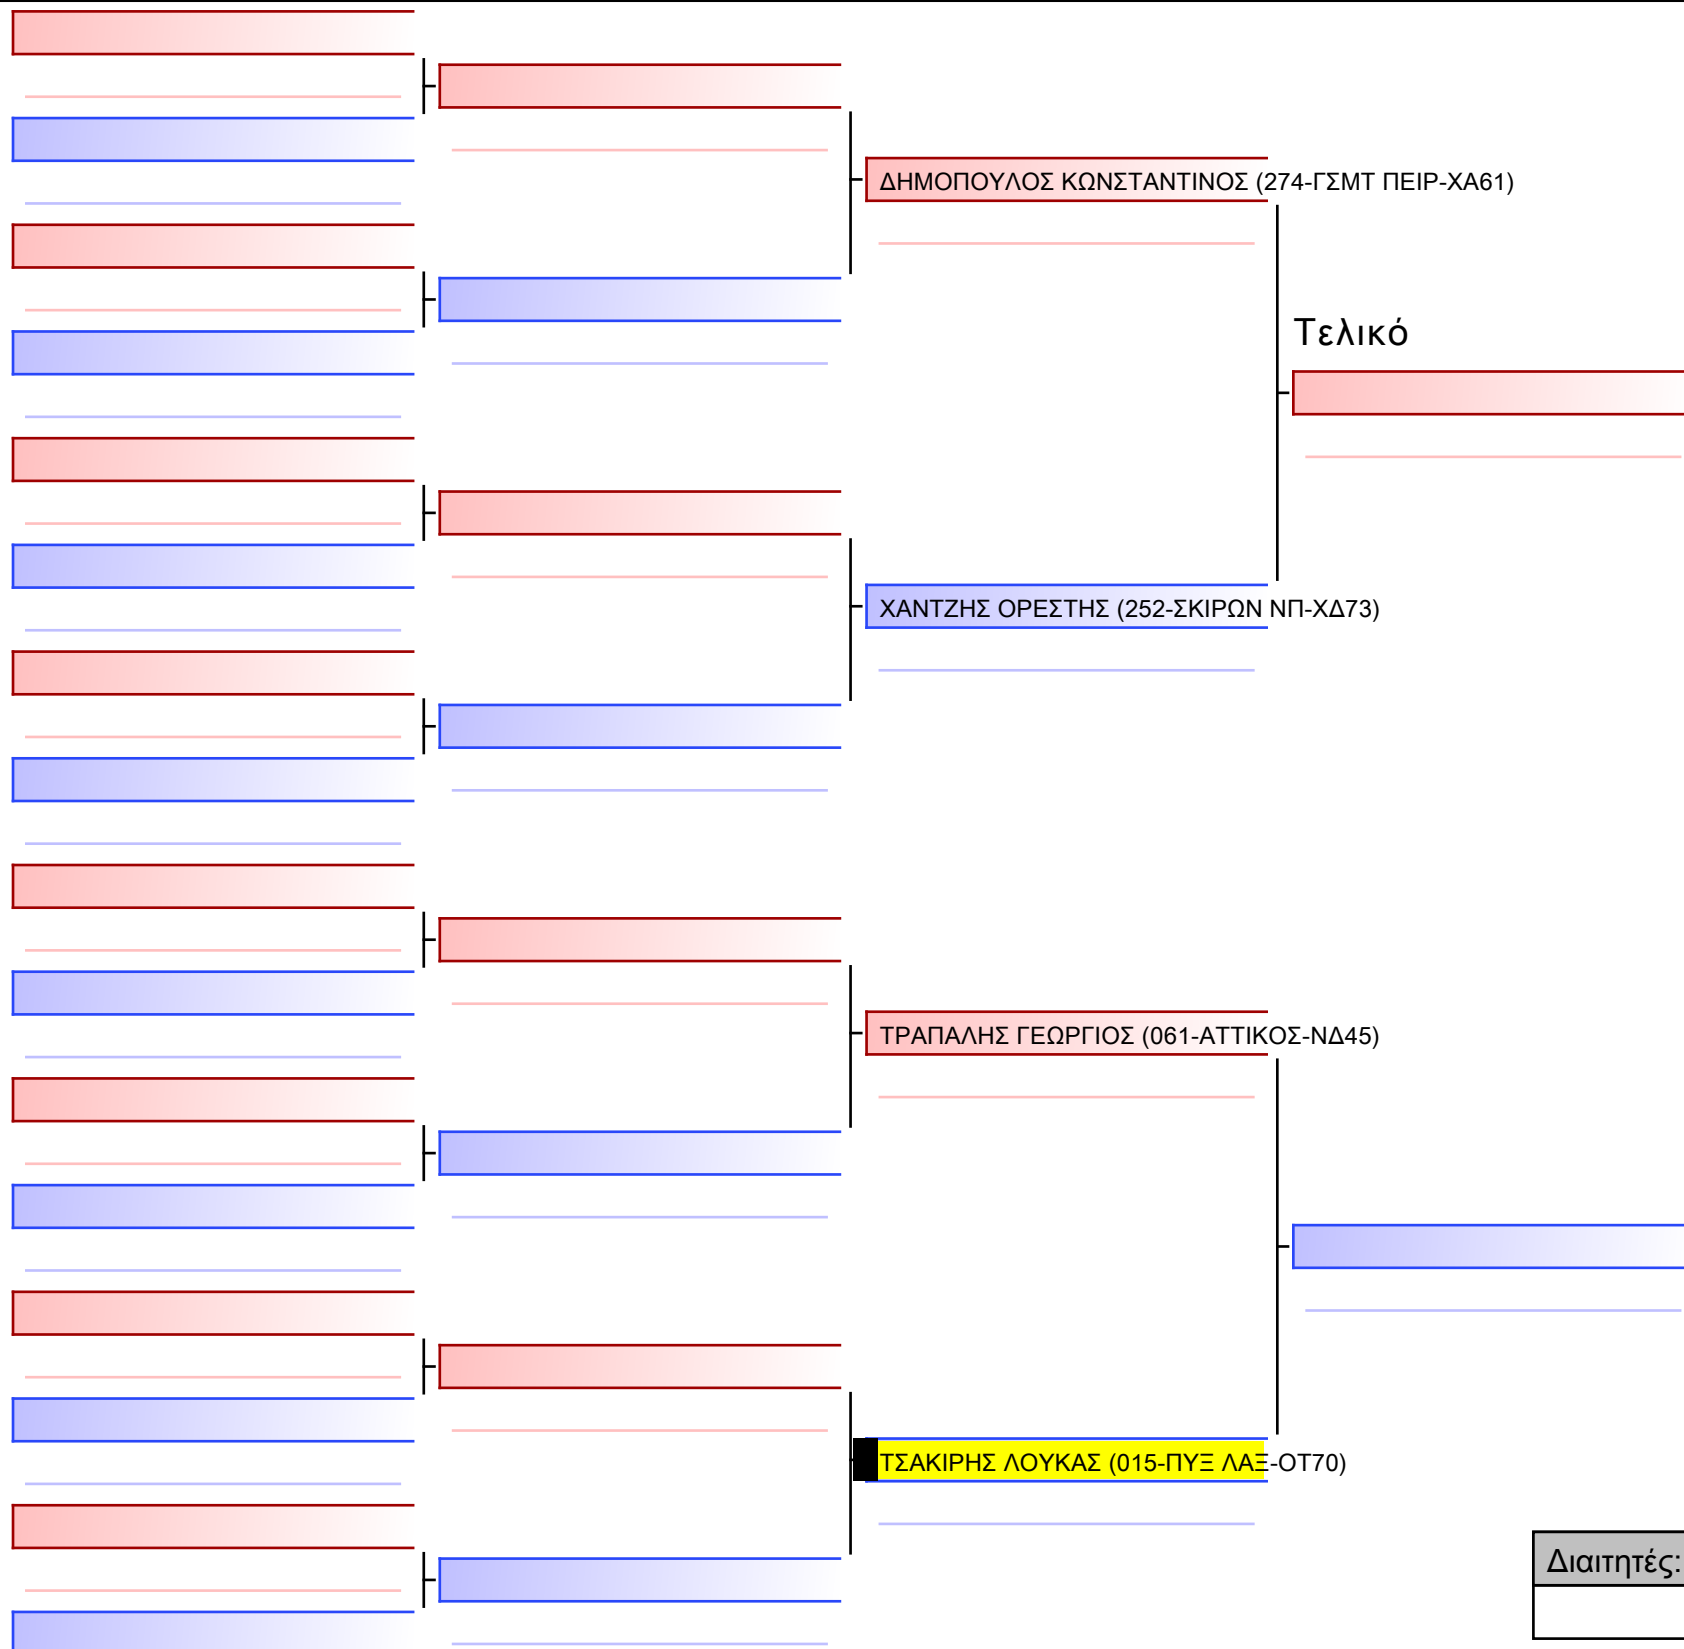 ΔΗΜΟΠΟΥΛΟΣ ΚΩΝΣΤΑΝΤΙΝΟΣ (274-ΓΣΜΤ ΠΕΙΡ-ΧΑ61)
Τελικό
ΧΑΝΤΖΗΣ ΟΡΕΣΤΗΣ (252-ΣΚΙΡΩΝ ΝΠ-ΧΔ73)
ΤΡΑΠΑΛΗΣ ΓΕΩΡΓΙΟΣ (061-ΑΤΤΙΚΟΣ-ΝΔ45)
ΤΣΑΚΙΡΗΣ ΛΟΥΚΑΣ (015-ΠΥΞ ΛΑΞ-ΟΤ70)
Διαιτητές: